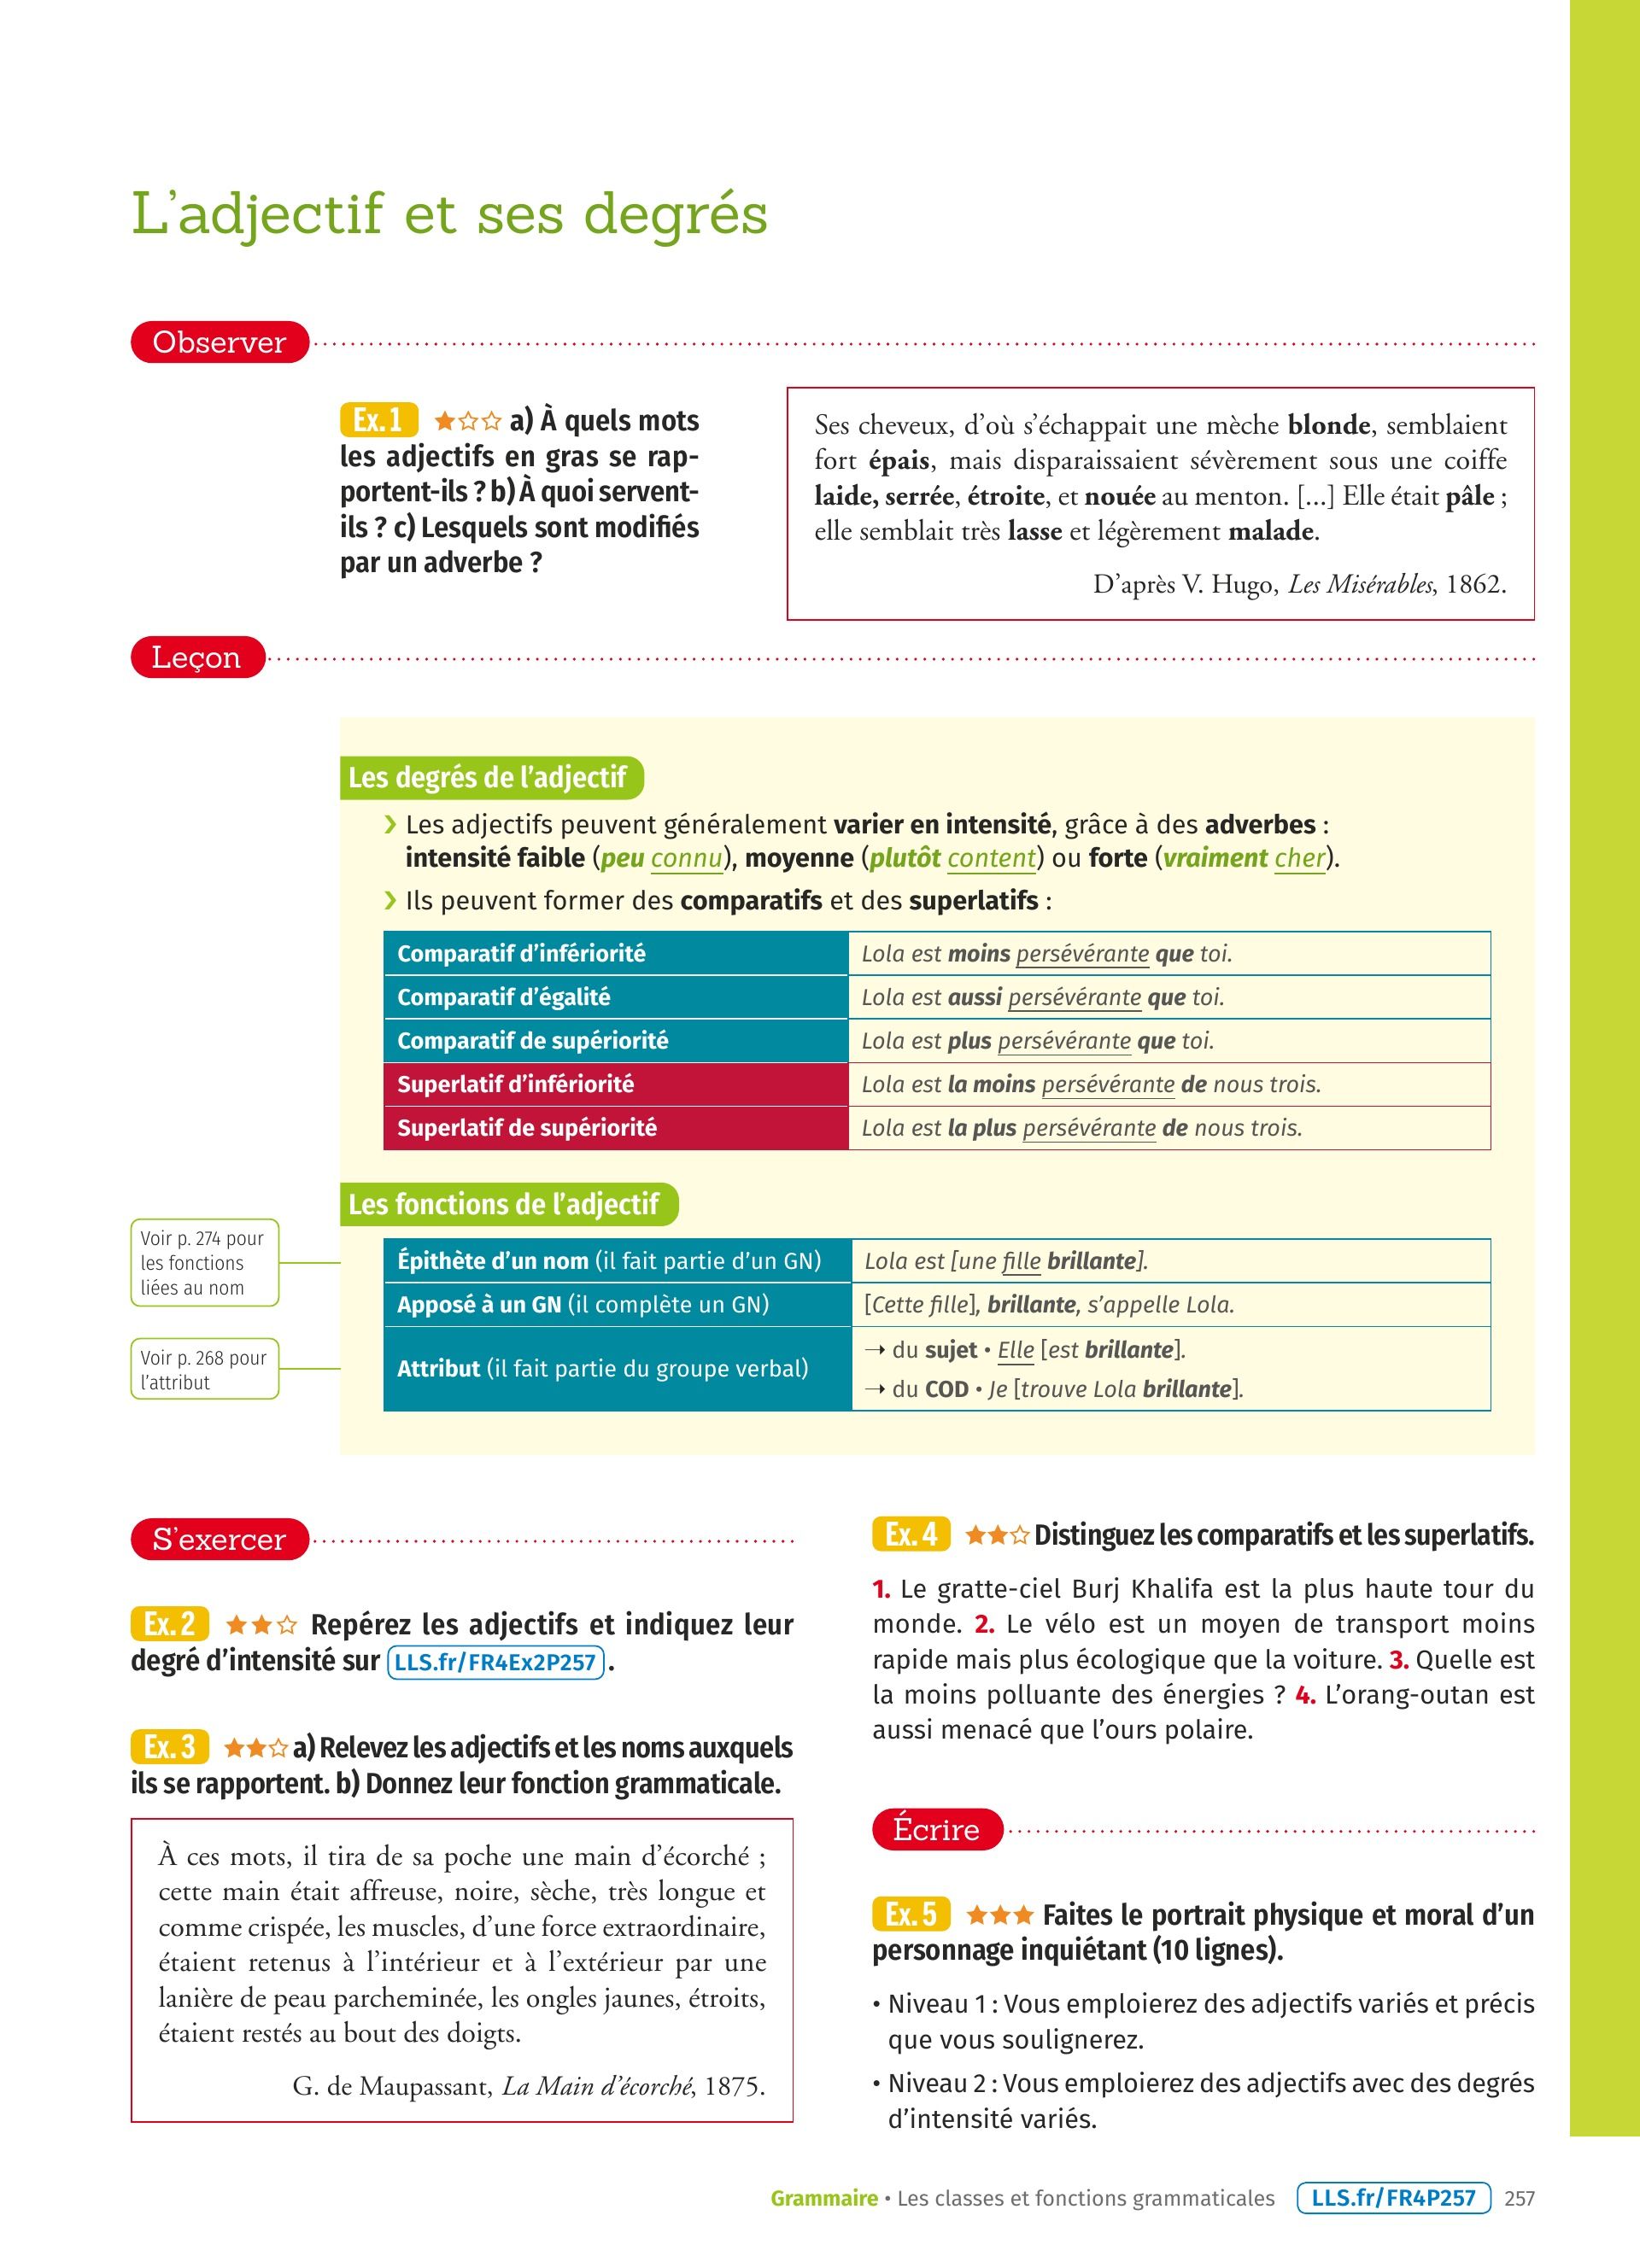 L'adjectif et ses degrés
Observer
Ex. 1 ★☆☆ a) À quels mots
les adjectifs en gras se rap-
portent-ils ? b) À quoi servent-
ils ? c) Lesquels sont modifiés
par un adverbe ?
Ses cheveux, d'où s'échappait une mèche blonde, semblaient
fort épais, mais disparaissaient sévèrement sous une coiffe
laide, serrée, étroite, et nouée au menton. [...] Elle était pâle ;
elle semblait très lasse et légèrement malade.
D'après V. Hugo, Les Misérables, 1862.
Leçon
Les degrés de l'adjectif
› Les adjectifs peuvent généralement varier en intensité, grâce à des adverbes :
intensité faible (peu connu), moyenne (plutôt content) ou forte (vraiment cher).
› Ils peuvent former des comparatifs et des superlatifs :
Comparatif d'infériorité Lola est moins persévérante que toi.
Comparatif d'égalité Lola est aussi persévérante que toi.
Comparatif de supériorité Lola est plus persévérante que toi.
Superlatif d'infériorité Lola est la moins persévérante de nous trois.
Superlatif de supériorité Lola est la plus persévérante de nous trois.
Les fonctions de l'adjectif
Voir p. 274 pour
les fonctions
liées au nom
Voir p. 268 pour
l'attribut
Épithète d'un nom (il fait partie d'un GN) Lola est [une fille brillante].
Apposé à un GN (il complète un GN) [Cette fille], brillante, s'appelle Lola.
Attribut (il fait partie du groupe verbal)
→ du sujet • Elle [est brillante].
→ du COD • Je [trouve Lola brillante].
S'exercer
Ex. 2 ★★☆ Repérez les adjectifs et indiquez leur
degré d'intensité sur LLS.fr/FR4Ex2P257 .
Ex. 3 ★★☆ a) Relevez les adjectifs et les noms auxquels
ils se rapportent. b) Donnez leur fonction grammaticale.
À ces mots, il tira de sa poche une main d'écorché ;
cette main était affreuse, noire, sèche, très longue et
comme crispée, les muscles, d'une force extraordinaire,
étaient retenus à l'intérieur et à l'extérieur par une
lanière de peau parcheminée, les ongles jaunes, étroits,
étaient restés au bout des doigts.
G. de Maupassant, La Main d'écorché, 1875.
Ex. 4 ★★☆ Distinguez les comparatifs et les superlatifs.
1. Le gratte-ciel Burj Khalifa est la plus haute tour du
monde. 2. Le vélo est un moyen de transport moins
rapide mais plus écologique que la voiture. 3. Quelle est
la moins polluante des énergies ? 4. L'orang-outan est
aussi menacé que l'ours polaire.
Écrire
Ex. 5 ★★★ Faites le portrait physique et moral d'un
personnage inquiétant (10 lignes).
• Niveau 1 : Vous emploierez des adjectifs variés et précis
que vous soulignerez.
• Niveau 2 : Vous emploierez des adjectifs avec des degrés
d'intensité variés.
Grammaire • Les classes et fonctions grammaticales LLS.fr/FR4P257 257